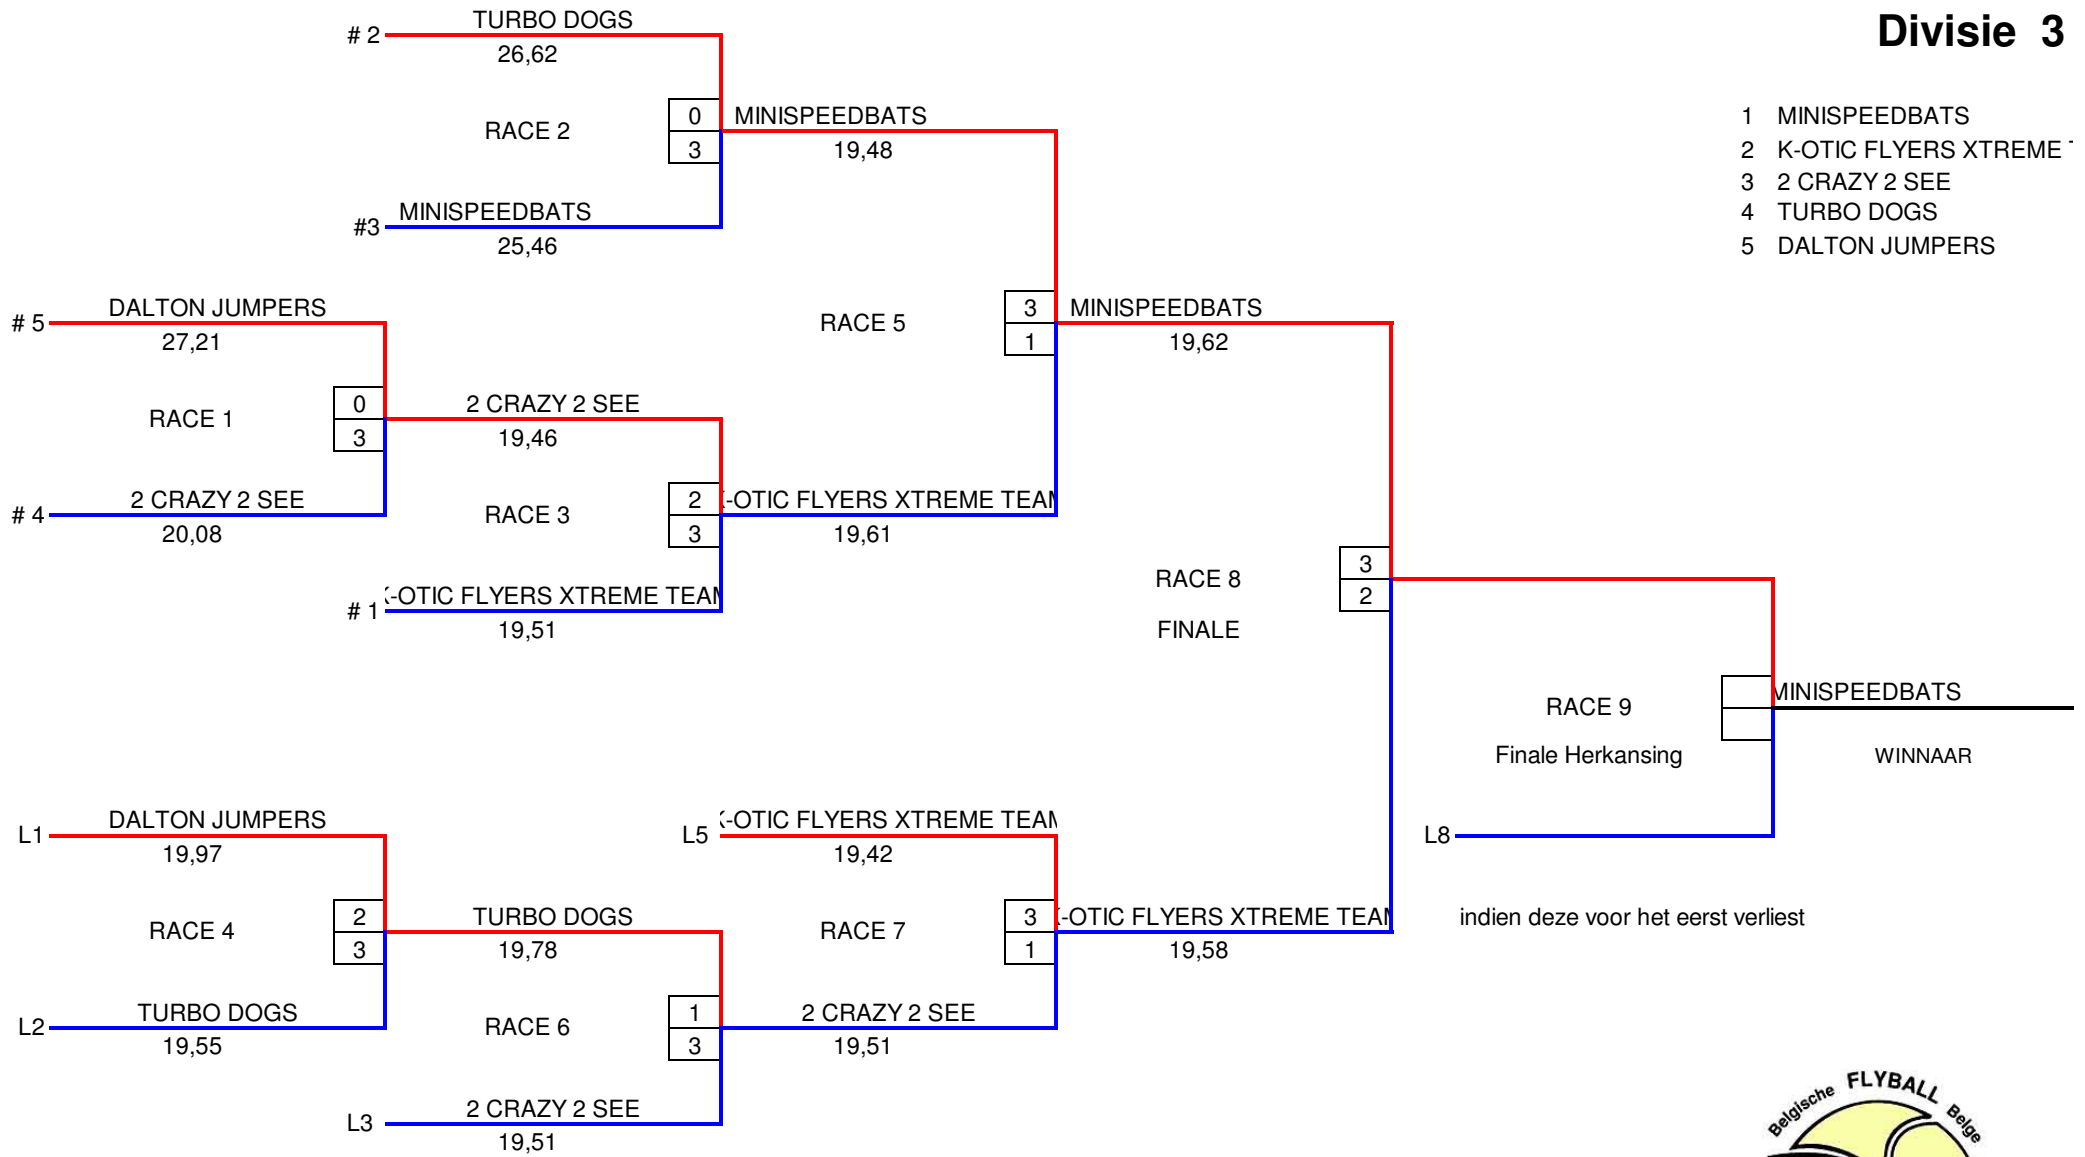 Divisie 3
1 MINISPEEDBATS
2 K-OTIC FLYERS XTREME
3 2 CRAZY 2 SEE
4 TURBO DOGS
5 DALTON JUMPERS
# 2 TURBO DOGS
26,62
RACE 2
0
3
#3 MINISPEEDBATS
25,46
MINISPEEDBATS
19,48
# 5 DALTON JUMPERS
27,21
RACE 1
0
3
# 4 2 CRAZY 2 SEE
20,08
2 CRAZY 2 SEE
19,46
RACE 3
2
3
# 1 K-OTIC FLYERS XTREME TEAM
19,51
K-OTIC FLYERS XTREME TEAM
19,61
RACE 5
3
1
MINISPEEDBATS
19,62
RACE 8
FINALE
3
2
RACE 9
Finale Herkansing
MINISPEEDBATS
WINNAAR
L8
indien deze voor het eerst verliest
L1 DALTON JUMPERS
19,97
RACE 4
2
3
L2 TURBO DOGS
19,55
TURBO DOGS
19,78
RACE 6
1
3
L3 2 CRAZY 2 SEE
19,51
L5 K-OTIC FLYERS XTREME TEAM
19,42
RACE 7
3
1
2 CRAZY 2 SEE
19,51
K-OTIC FLYERS XTREME TEAM
19,58
Belgische FLYBALL Belge